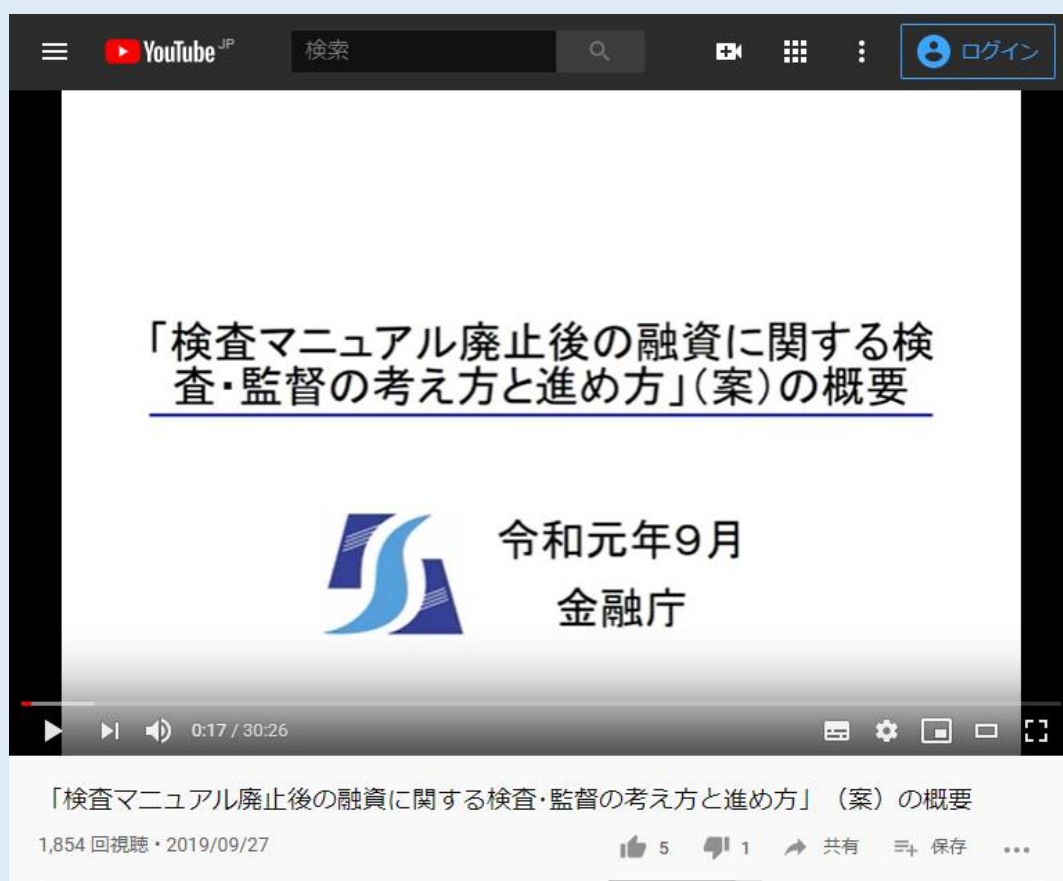 YouTube JP
検索
ログイン
「検査マニュアル廃止後の融資に関する検
査・監督の考え方と進め方」(案)の概要
令和元年9月
金融庁
0:17 / 30:26
「検査マニュアル廃止後の融資に関する検査・監督の考え方と進め方」(案)の概要
1,854 回視聴・2019/09/27
5
1
共有
保存